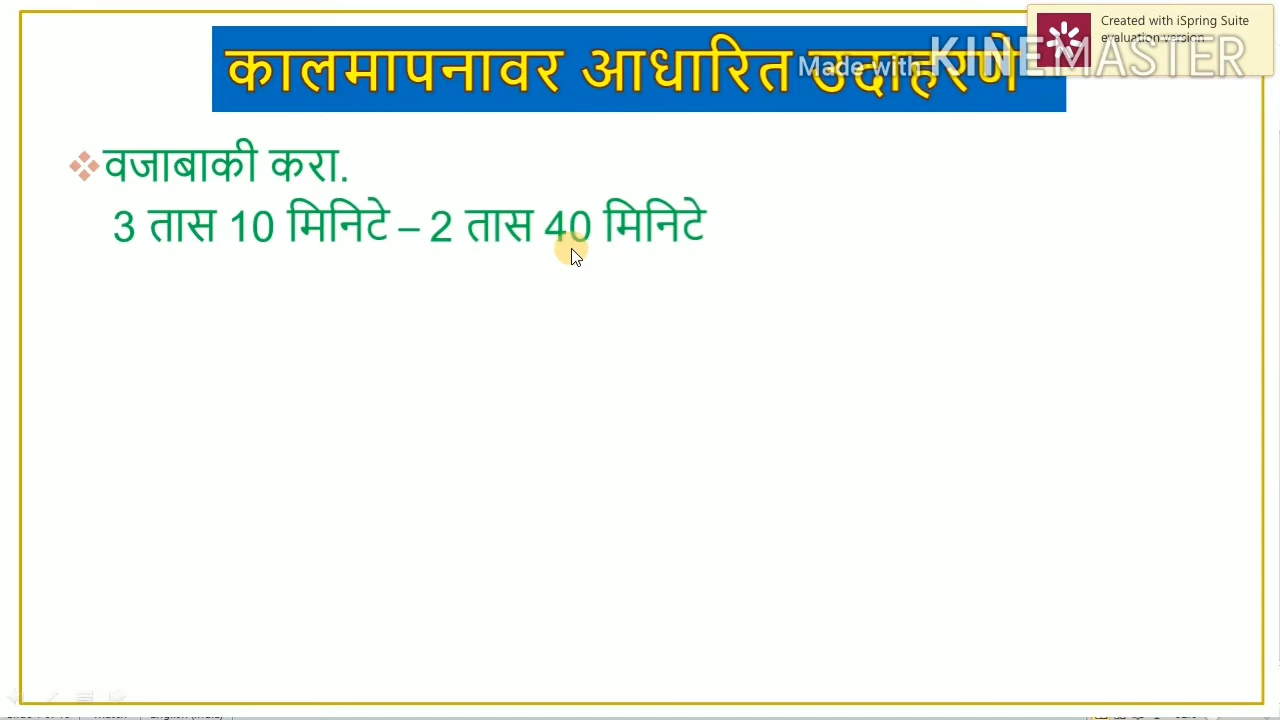 Created with iSpring Suite
evaluation version
Made with KINEMASTER
कालमापनावर आधारित उदाहरणे
वजाबाकी करा.
3 तास 10 मिनिटे – 2 तास 40 मिनिटे